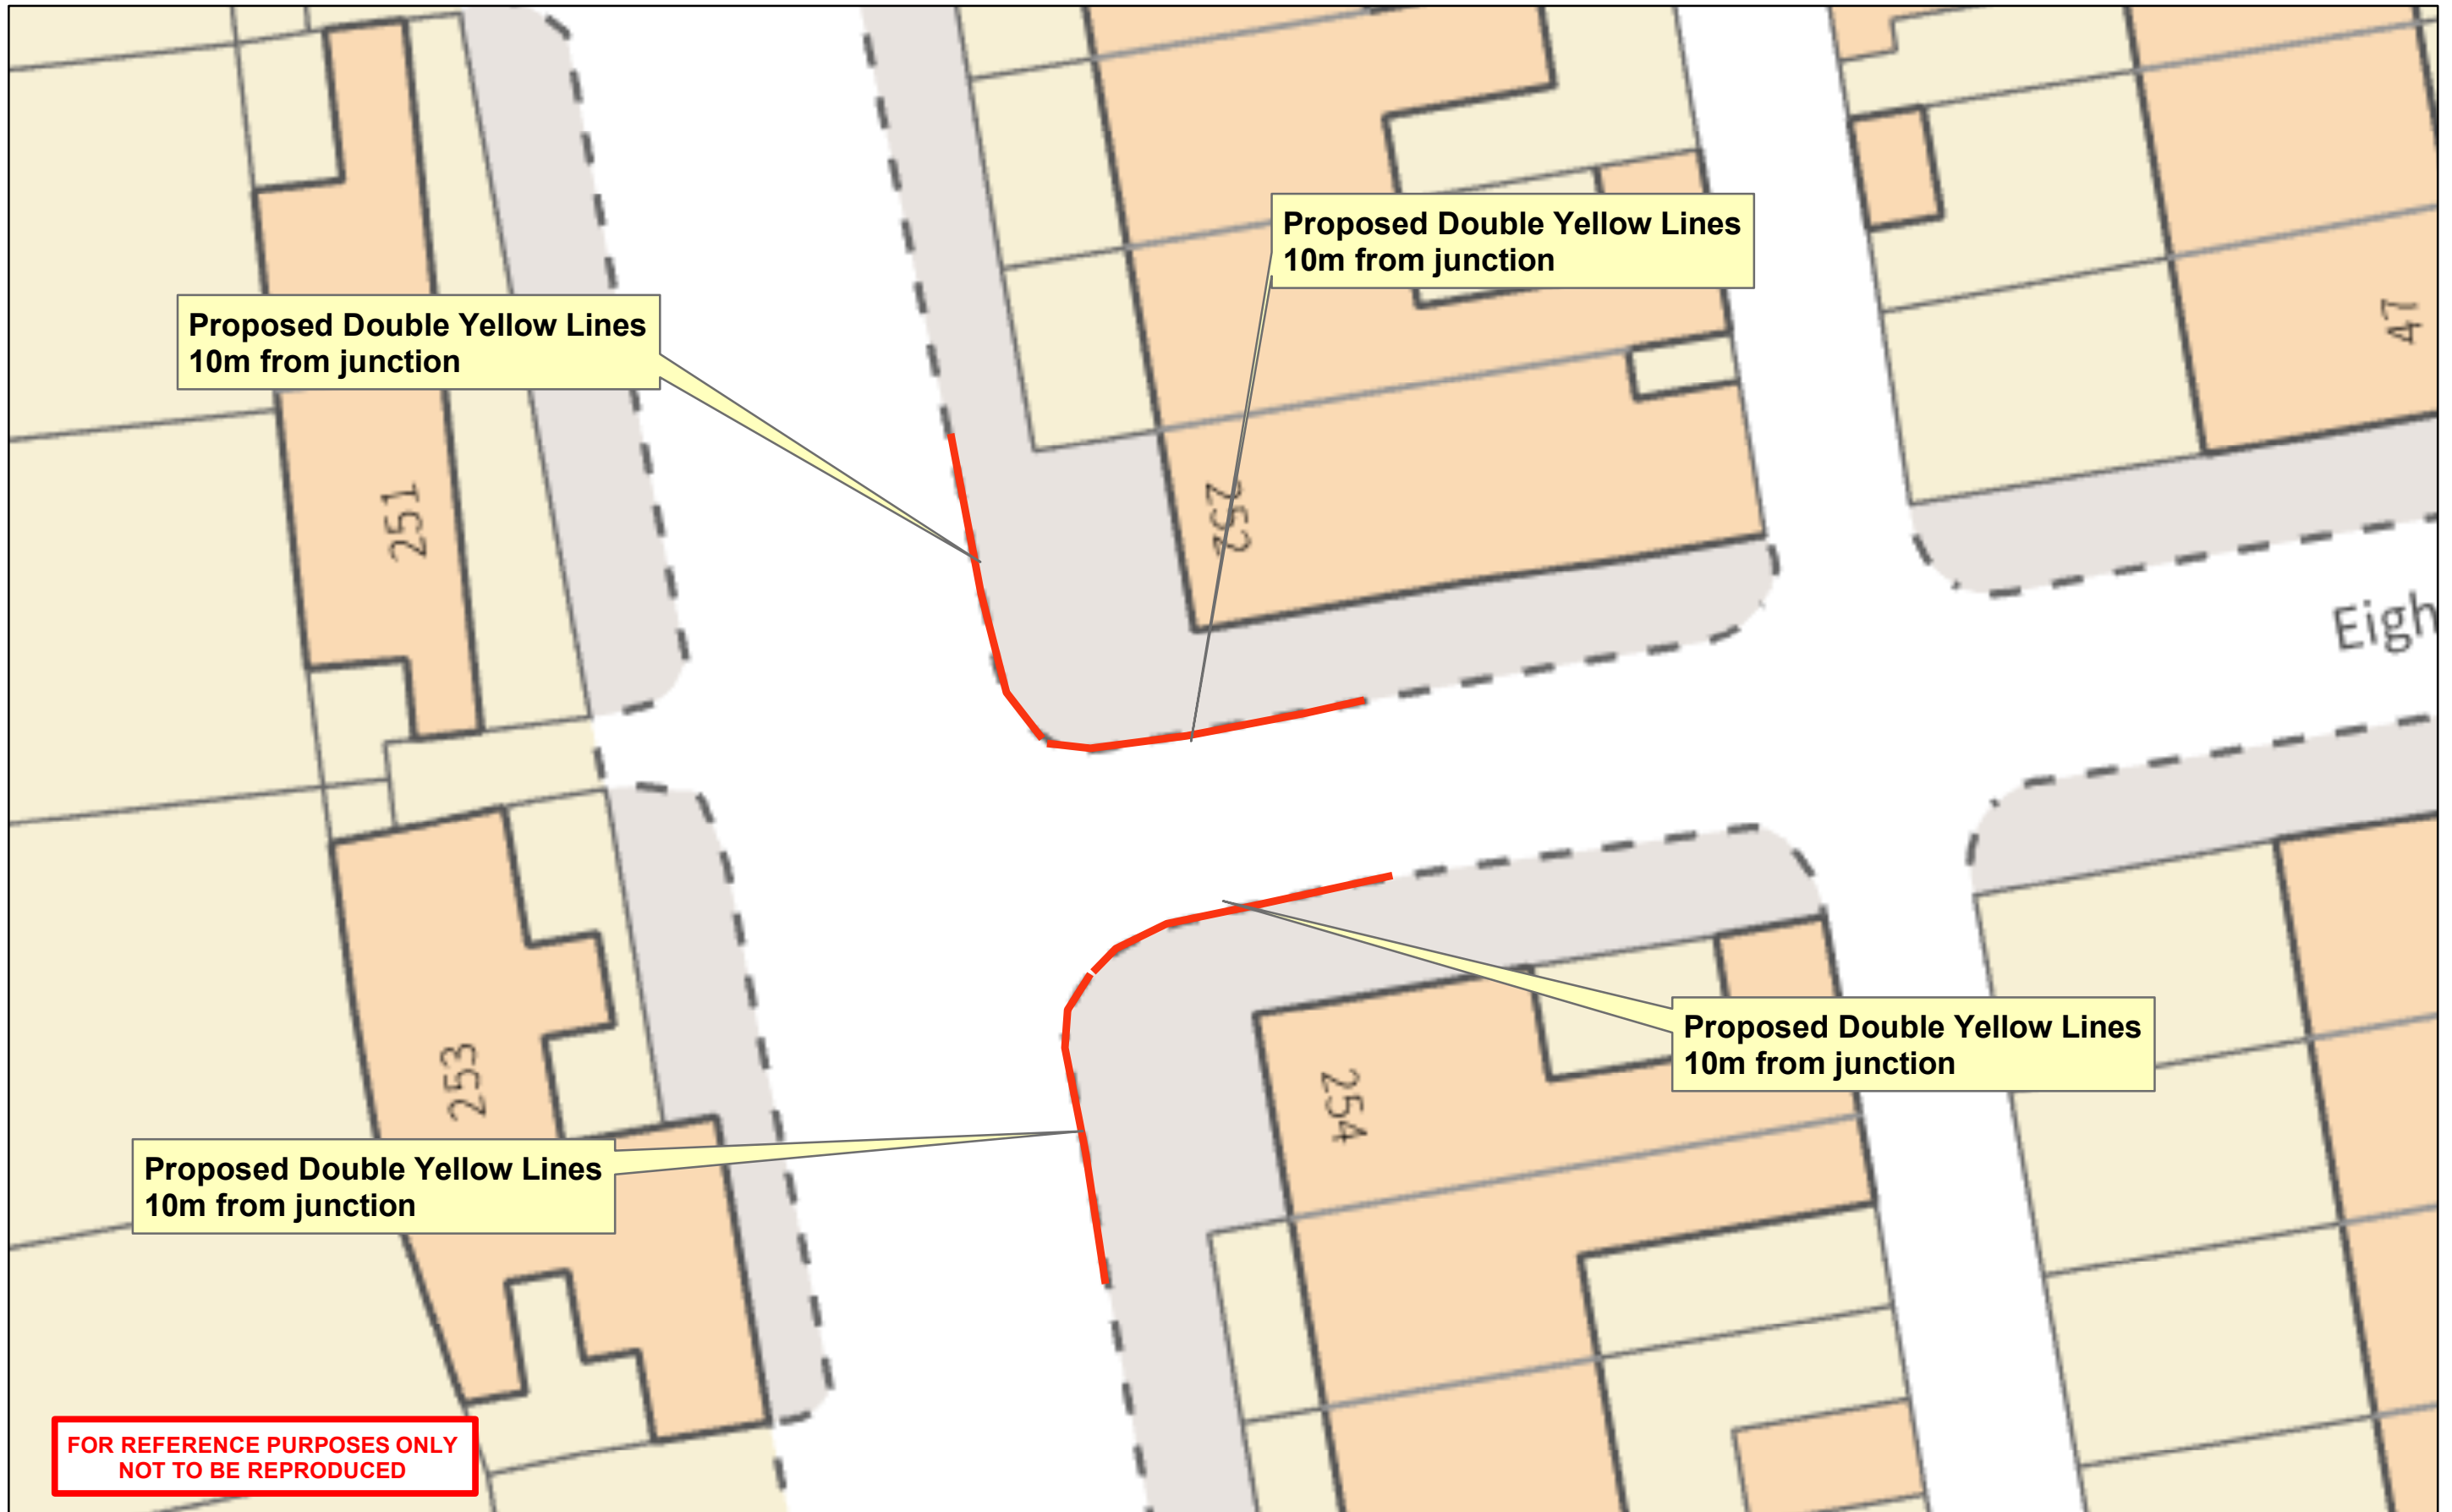 Proposed Double Yellow Lines
10m from junction
Proposed Double Yellow Lines
10m from junction
47
251
252
Eigh
253
254
Proposed Double Yellow Lines
10m from junction
Proposed Double Yellow Lines
10m from junction
FOR REFERENCE PURPOSES ONLY
NOT TO BE REPRODUCED